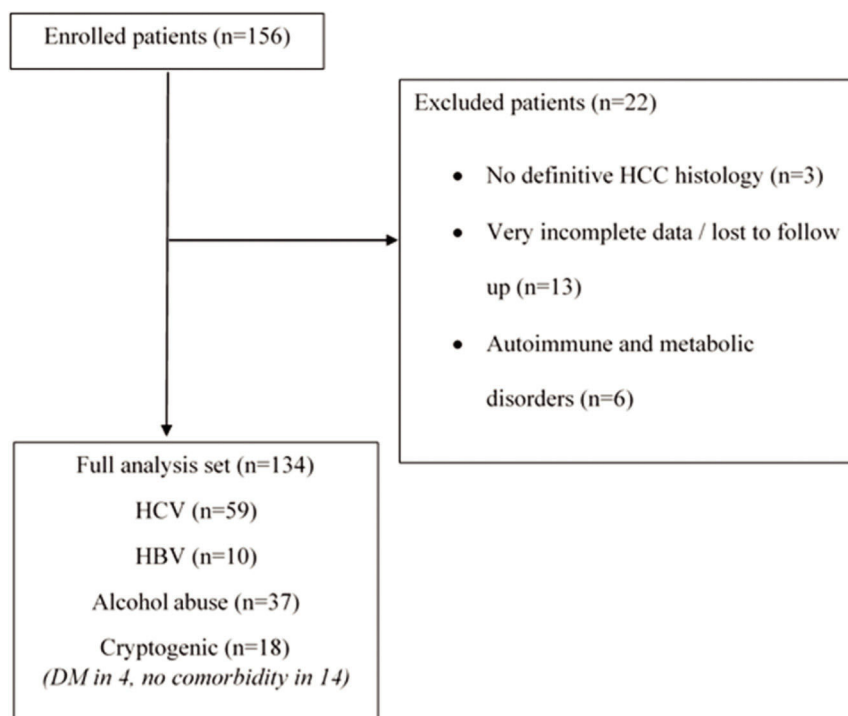 Enrolled patients (n=156)
Excluded patients (n=22)
• No definitive HCC histology (n=3)
• Very incomplete data / lost to follow
up (n=13)
• Autoimmune and metabolic
disorders (n=6)
Full analysis set (n=134)
HCV (n=59)
HBV (n=10)
Alcohol abuse (n=37)
Cryptogenic (n=18)
(DM in 4, no comorbidity in 14)